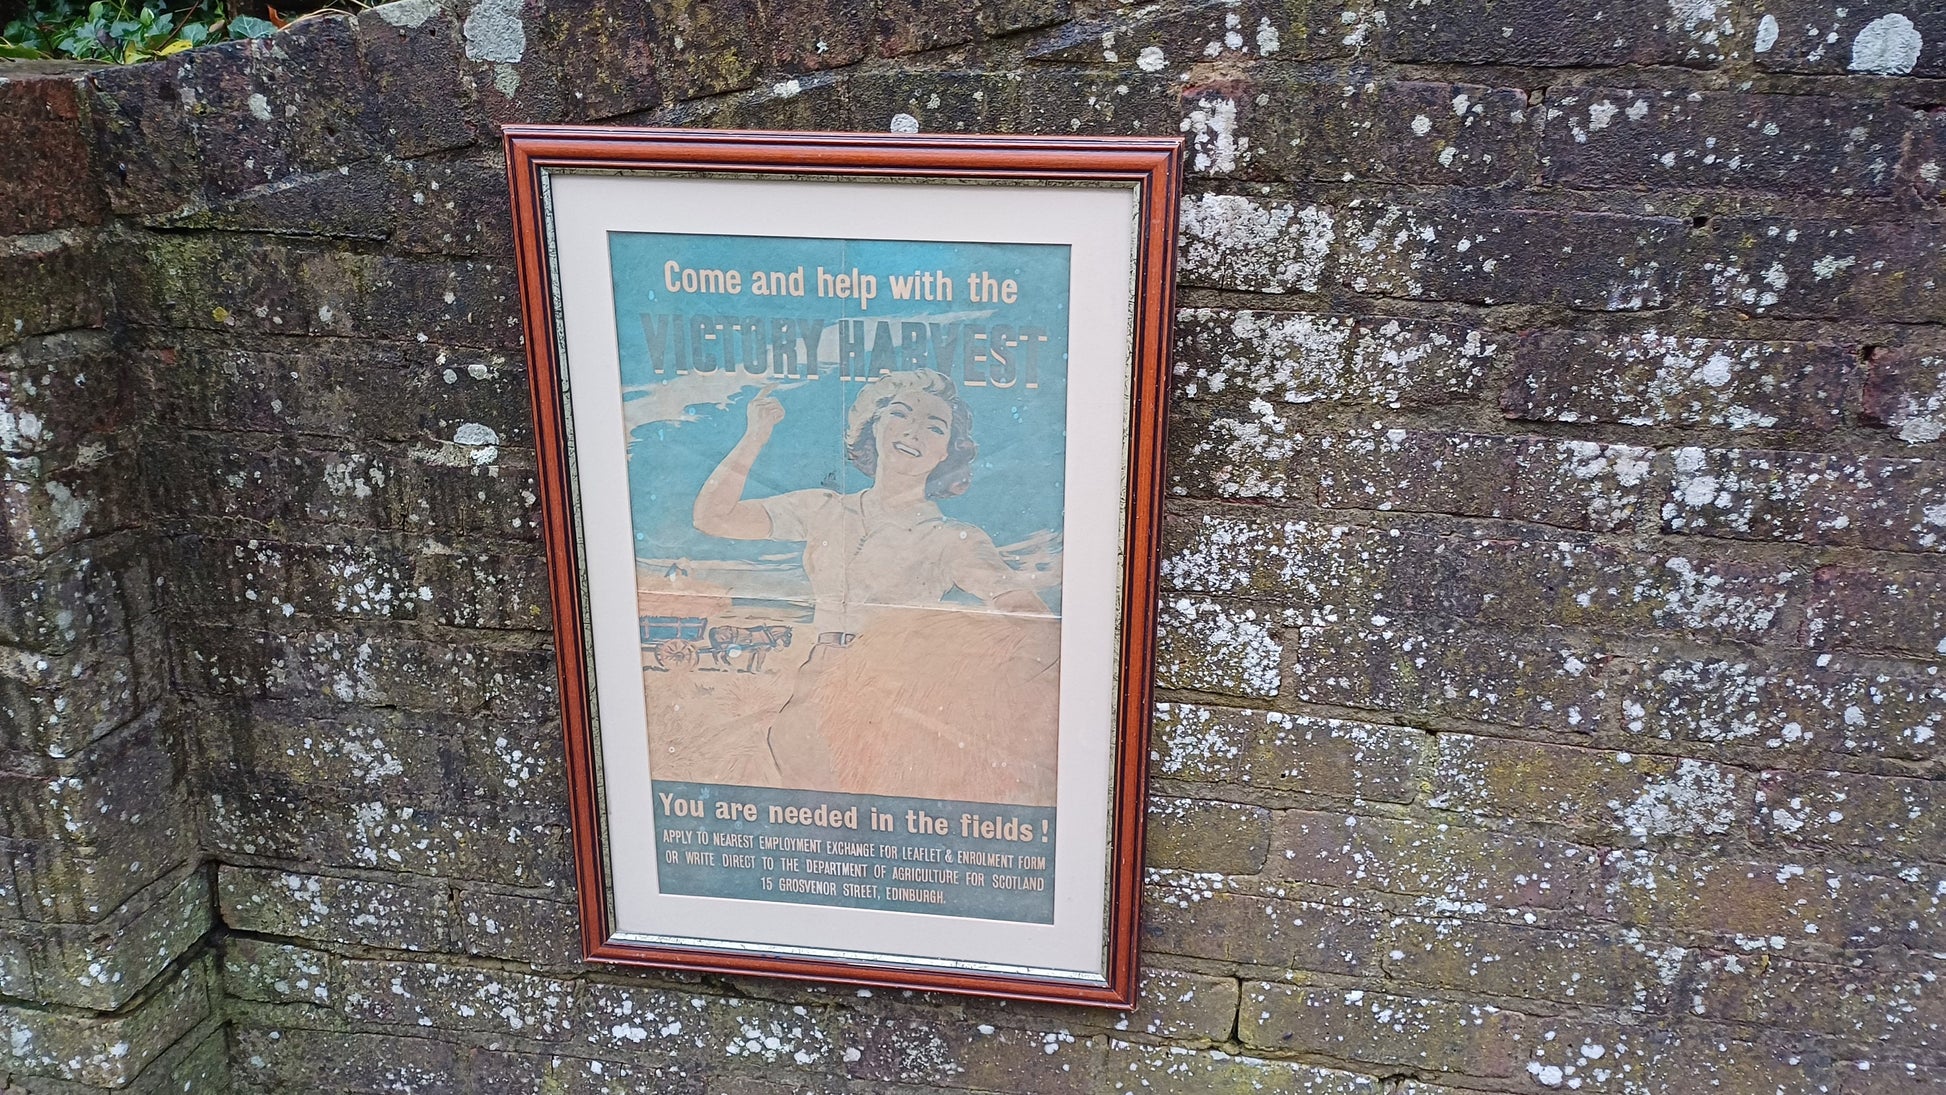 Come and help with the
VICTORY HARVEST
You are needed in the fields!
APPLY TO NEAREST EMPLOYMENT EXCHANGE FOR LEAFLET & ENROLMENT FORM
OR WRITE DIRECT TO THE DEPARTMENT OF AGRICULTURE FOR SCOTLAND
15 GROSVENOR STREET, EDINBURGH.